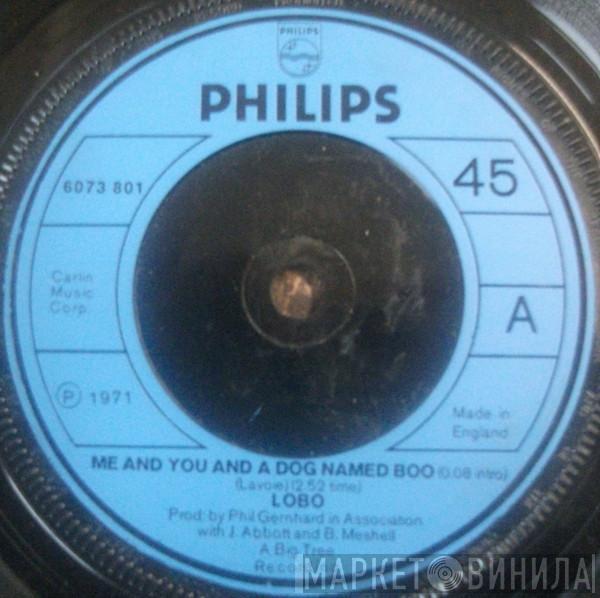 PHILIPS
PHILIPS
6073 801
45
Carlin
Music
Corp.
A
Ⓟ 1971
Made in
England
ME AND YOU AND A DOG NAMED BOO (0.08 intro)
(Lavoie) (2.52 time)
LOBO
Prod: by Phil Gernhard in Association
with J. Abbott and B. Meshell
A Big Tree
МАРКЕТ ВИНИЛА